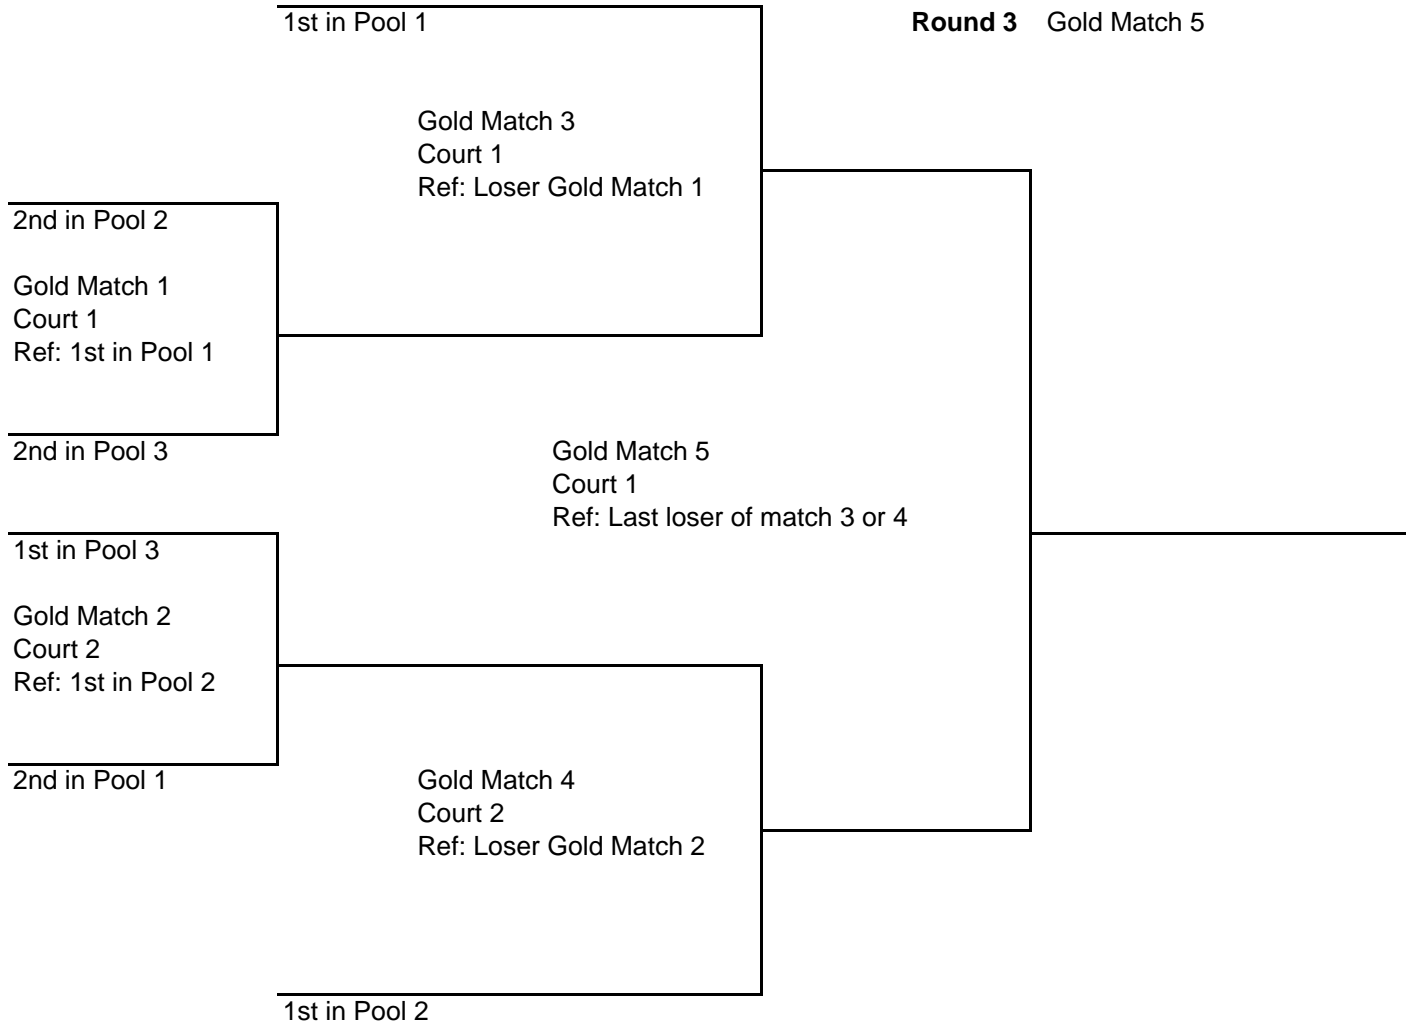 1st in Pool 1
Round 3 Gold Match 5
Gold Match 3
Court 1
Ref: Loser Gold Match 1
2nd in Pool 2
Gold Match 1
Court 1
Ref: 1st in Pool 1
2nd in Pool 3
Gold Match 5
Court 1
Ref: Last loser of match 3 or 4
1st in Pool 3
Gold Match 2
Court 2
Ref: 1st in Pool 2
2nd in Pool 1
Gold Match 4
Court 2
Ref: Loser Gold Match 2
1st in Pool 2